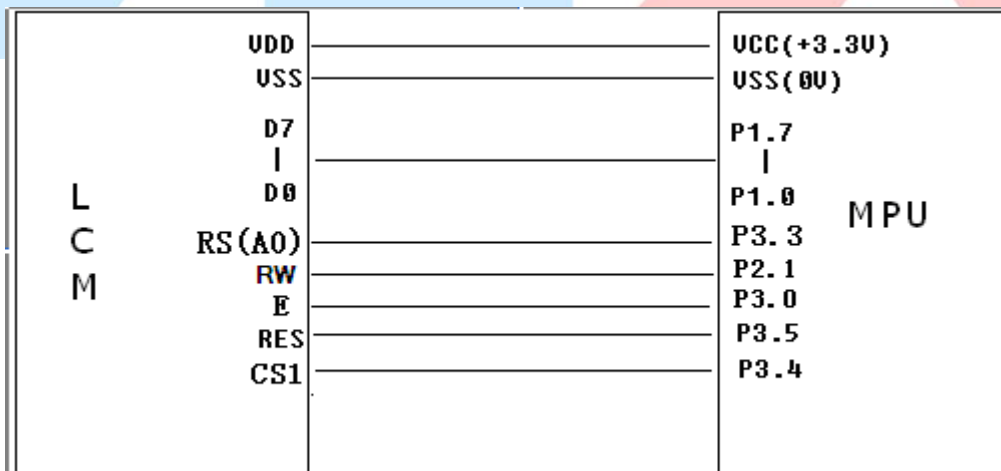 VDD VCC(+3.3V)
VSS VSS(0V)
D7 P1.7
| |
D0 P1.0
L
C
M
MPU
RS(A0) P3.3
RW P2.1
E P3.0
RES P3.5
CS1 P3.4